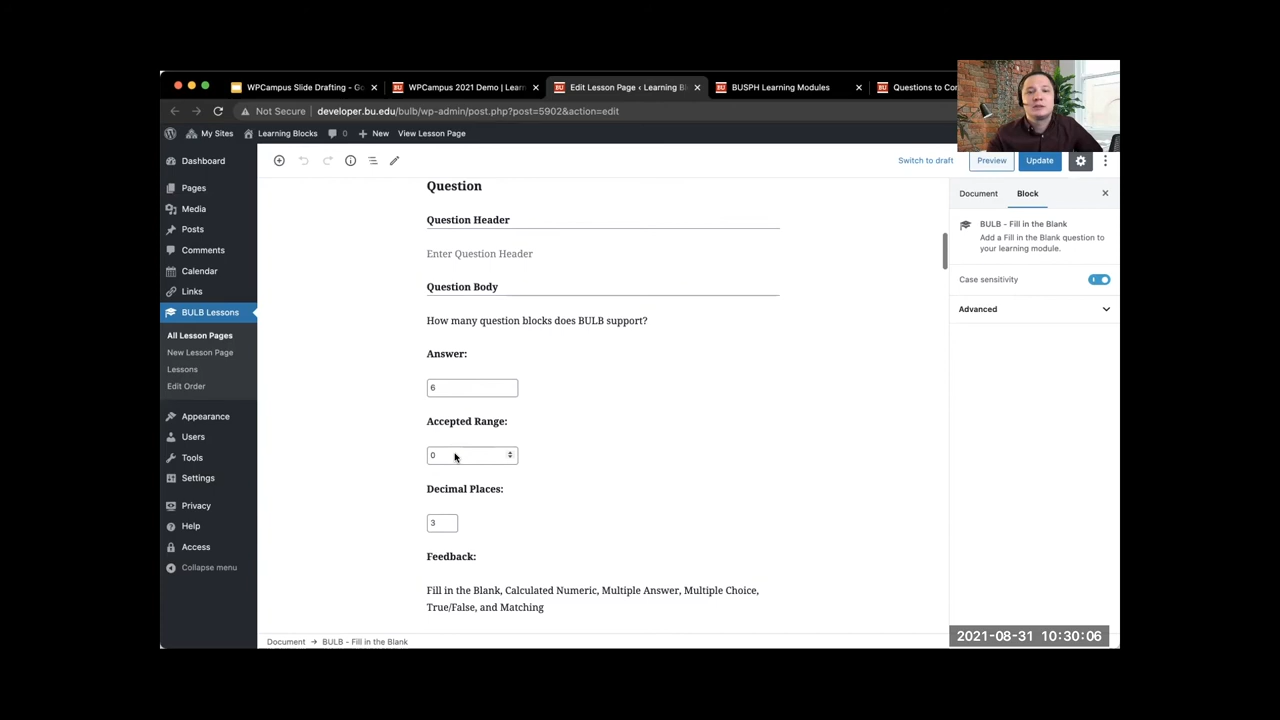 WPCampus Slide Drafting - Go
WPCampus 2021 Demo | Learn
Edit Lesson Page ‹ Learning Bl
BUSPH Learning Modules
Questions to Con
Not Secure | developer.bu.edu/bulb/wp-admin/post.php?post=5902&action=edit
My Sites
Learning Blocks
0
New
View Lesson Page
Dashboard
Pages
Media
Posts
Comments
Calendar
Links
BULB Lessons
All Lesson Pages
New Lesson Page
Lessons
Edit Order
Appearance
Users
Tools
Settings
Privacy
Help
Access
Collapse menu
Switch to draft
Preview
Update
Question
Question Header
Enter Question Header
Question Body
How many question blocks does BULB support?
Answer:
6
Accepted Range:
0
Decimal Places:
3
Feedback:
Fill in the Blank, Calculated Numeric, Multiple Answer, Multiple Choice,
True/False, and Matching
Document → BULB - Fill in the Blank
Document
Block
BULB - Fill in the Blank
Add a Fill in the Blank question to
your learning module.
Case sensitivity
Advanced
2021-08-31 10:30:06